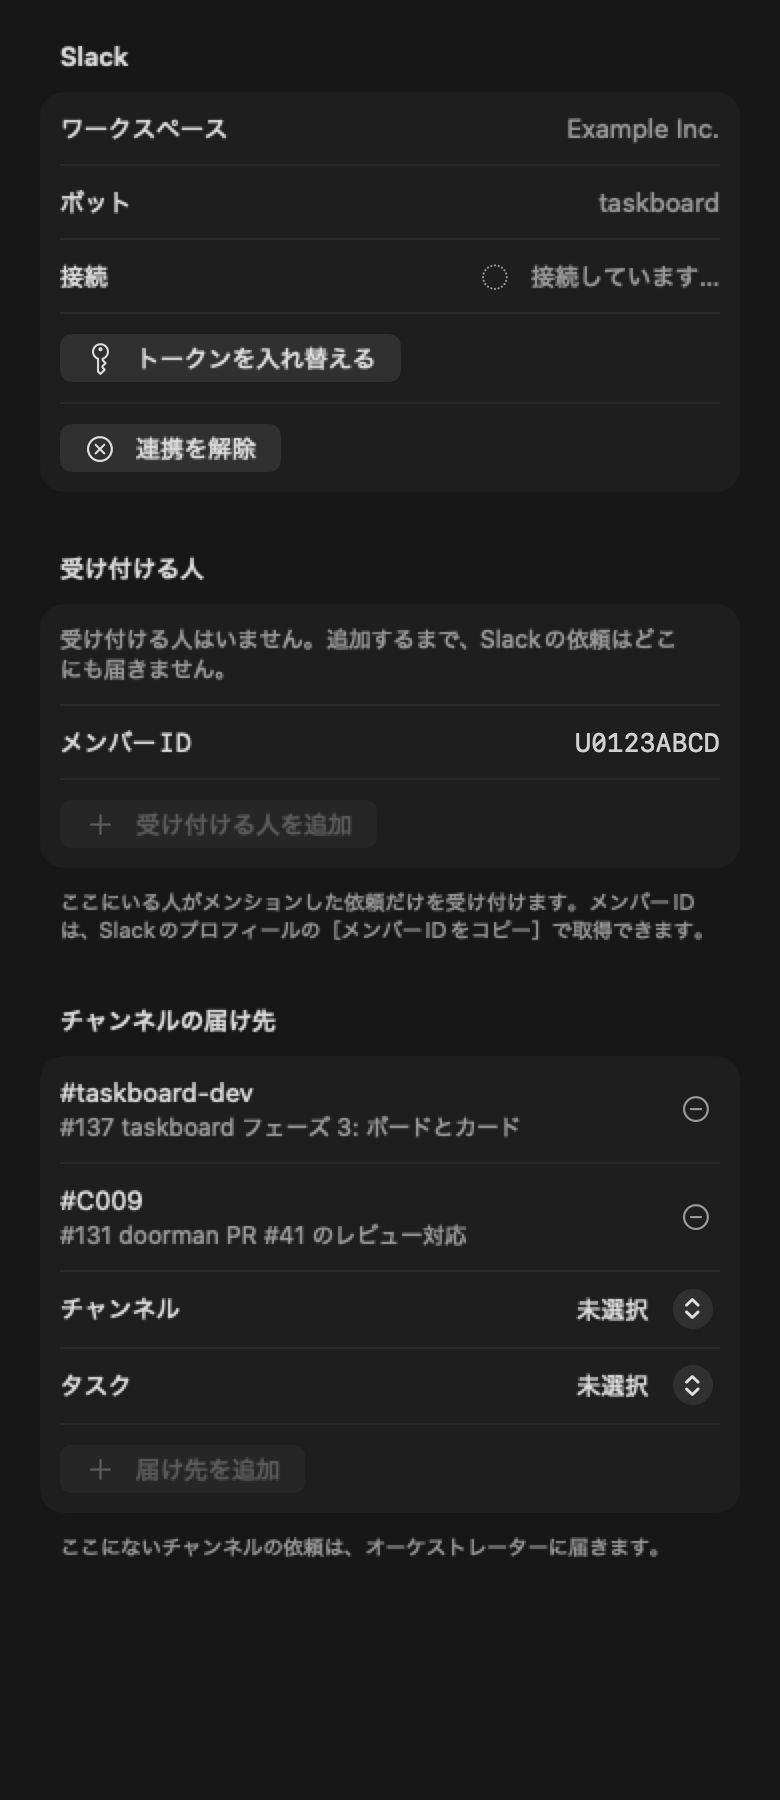 Slack
ワークスペース Example Inc.
ボット taskboard
接続 接続しています...
トークンを入れ替える
連携を解除
受け付ける人
受け付ける人はいません。追加するまで、Slackの依頼はどこ
にも届きません。
メンバーID U0123ABCD
受け付ける人を追加
ここにいる人がメンションした依頼だけを受け付けます。メンバーID
は、Slackのプロフィールの［メンバーIDをコピー］で取得できます。
チャンネルの届け先
#taskboard-dev
#137 taskboard フェーズ 3: ボードとカード
#C009
#131 doorman PR #41 のレビュー対応
チャンネル 未選択
タスク 未選択
届け先を追加
ここにないチャンネルの依頼は、オーケストレーターに届きます。